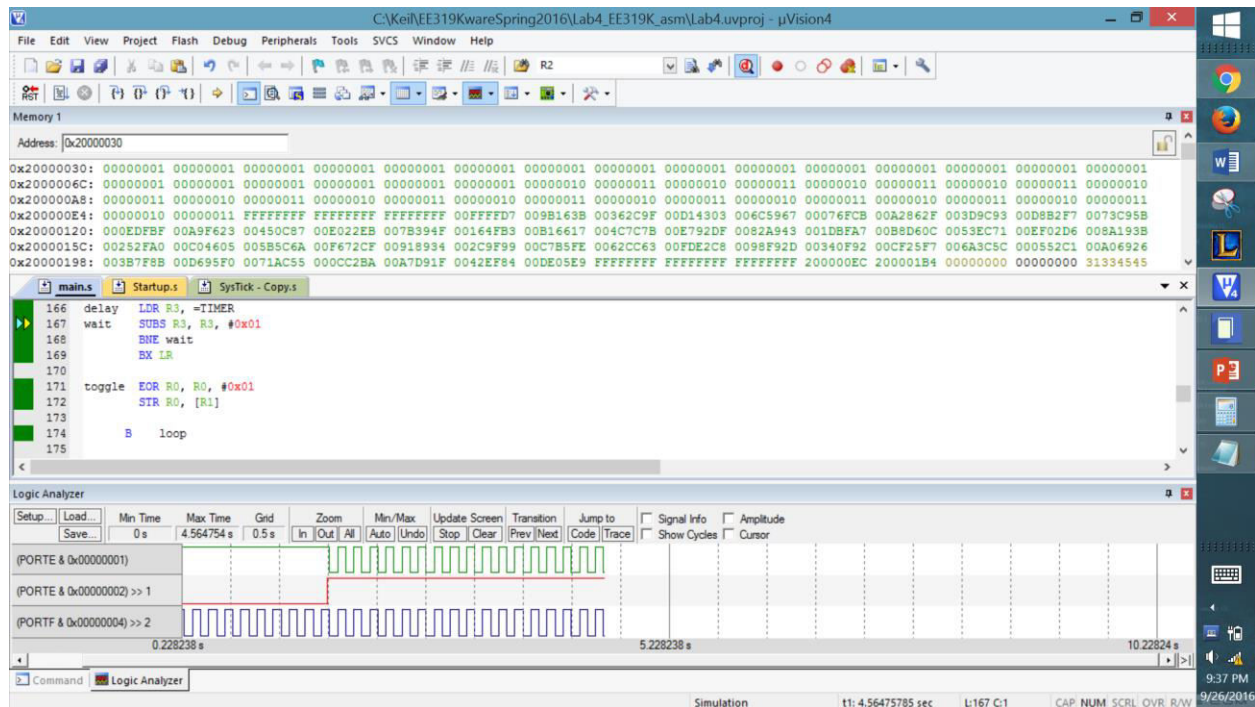 C:\Keil\EE319KwareSpring2016\Lab4_EE319K_asm\Lab4.uvproj - µVision4
File Edit View Project Flash Debug Peripherals Tools SVCS Window Help
R2
Memory 1
Address: 0x20000030
0x20000030: 00000001 00000001 00000001 00000001 00000001 00000001 00000001 00000001 00000001 00000001 00000001 00000001 00000001 00000001 00000001
0x2000006C: 00000001 00000001 00000001 00000001 00000001 00000001 00000010 00000011 00000010 00000011 00000010 00000011 00000010 00000011 00000010
0x200000A8: 00000011 00000010 00000011 00000010 00000011 00000010 00000011 00000010 00000011 00000010 00000011 00000010 00000011 00000010 00000011
0x200000E4: 00000010 00000011 FFFFFFFF FFFFFFFF FFFFFFFF 00FFFFD7 009B163B 00362C9F 00D14303 006C5967 00076FCB 00A2862F 003D9C93 00D8B2F7 0073C95B
0x20000120: 000EDFBF 00A9F623 00450C87 00E022EB 007B394F 00164FB3 00B16617 004C7C7B 00E792DF 0082A943 001DBFA7 00B8D60C 0053EC71 00EF02D6 008A193B
0x2000015C: 00252FA0 00C04605 005B5C6A 00F672CF 00918934 002C9F99 00C7B5FE 0062CC63 00FDE2C8 0098F92D 00340F92 00CF25F7 006A3C5C 000552C1 00A06926
0x20000198: 003B7F8B 00D695F0 0071AC55 000CC2BA 00A7D91F 0042EF84 00DE05E9 FFFFFFFF FFFFFFFF FFFFFFFF 200000EC 200001B4 00000000 00000000 31334545
main.s Startup.s SysTick - Copy.s
166 delay LDR R3, =TIMER
167 wait SUBS R3, R3, #0x01
168 BNE wait
169 BX LR
170
171 toggle EOR R0, R0, #0x01
172 STR R0, [R1]
173
174 B loop
175
Logic Analyzer
Setup... Load... Min Time Max Time Grid Zoom Min/Max Update Screen Transition Jump to Signal Info Amplitude
Save... 0 s 4.564754 s 0.5 s In Out All Auto Undo Stop Clear Prev Next Code Trace Show Cycles Cursor
(PORTE & 0x00000001)
(PORTE & 0x00000002) >> 1
(PORTF & 0x00000004) >> 2
0.228238 s 5.228238 s 10.22824 s
Command Logic Analyzer
Simulation t1: 4.56475785 sec L:167 C:1 CAP NUM SCRL OVR R/W
9:37 PM
9/26/2016